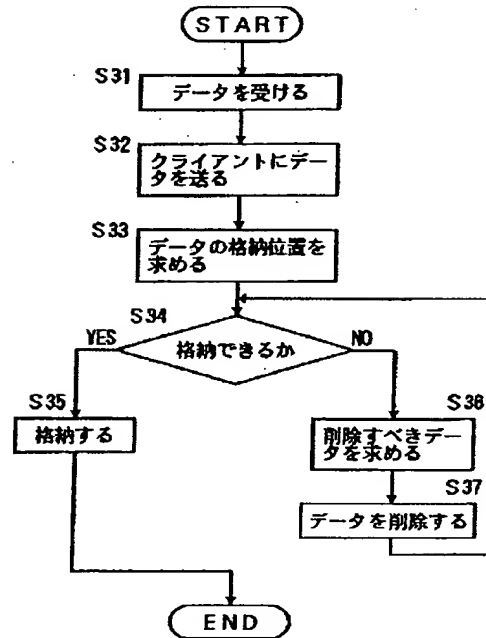 START
S31
データを受ける
S32
クライアントにデー
タを送る
S33
データの格納位置を
求める
S34
YES
格納できるか
NO
S35
格納する
S36
削除すべきデー
タを求める
S37
データを削除する
END